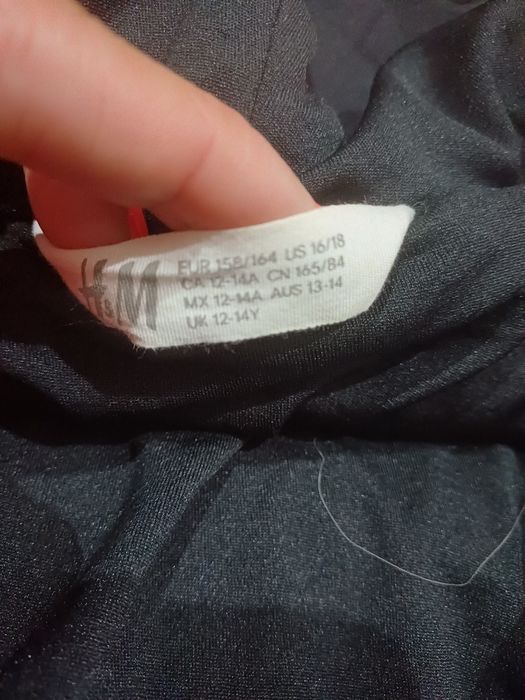 H&M
EUR 158/164 US 16/18
CA 12-14A CN 165/84
MX 12-14A AUS 13-14
UK 12-14Y